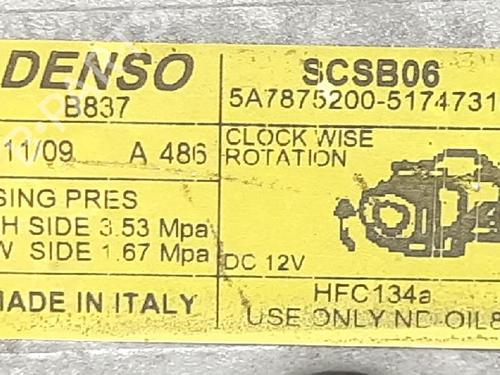 DENSO
B837
11/09 A 486
SING PRES
H SIDE 3.53 Mpa
W SIDE 1.67 Mpa
MADE IN ITALY
SCSB06
5A7875200-5174731
CLOCK WISE
ROTATION
DC 12V
HFC134a
USE ONLY ND-OIL8